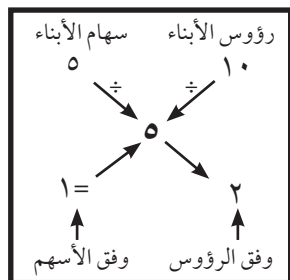 رؤوس الأبناء سهام الأبناء
١٠ ٥
÷ ÷
٥
٢ =١
وفق الرؤوس وفق الأسهم